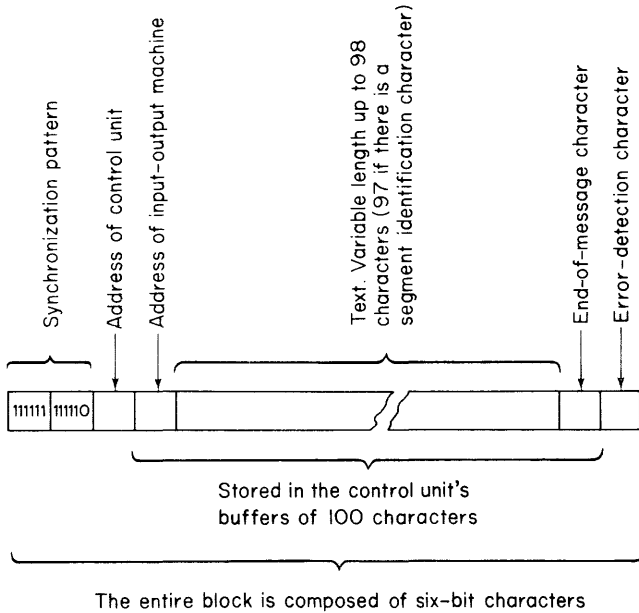 Synchronization pattern
Address of control unit
Address of input-output machine
Text. Variable length up to 98
characters (97 if there is a
segment identification character)
End-of-message character
Error-detection character
111111 111110
Stored in the control unit's
buffers of 100 characters
The entire block is composed of six-bit characters